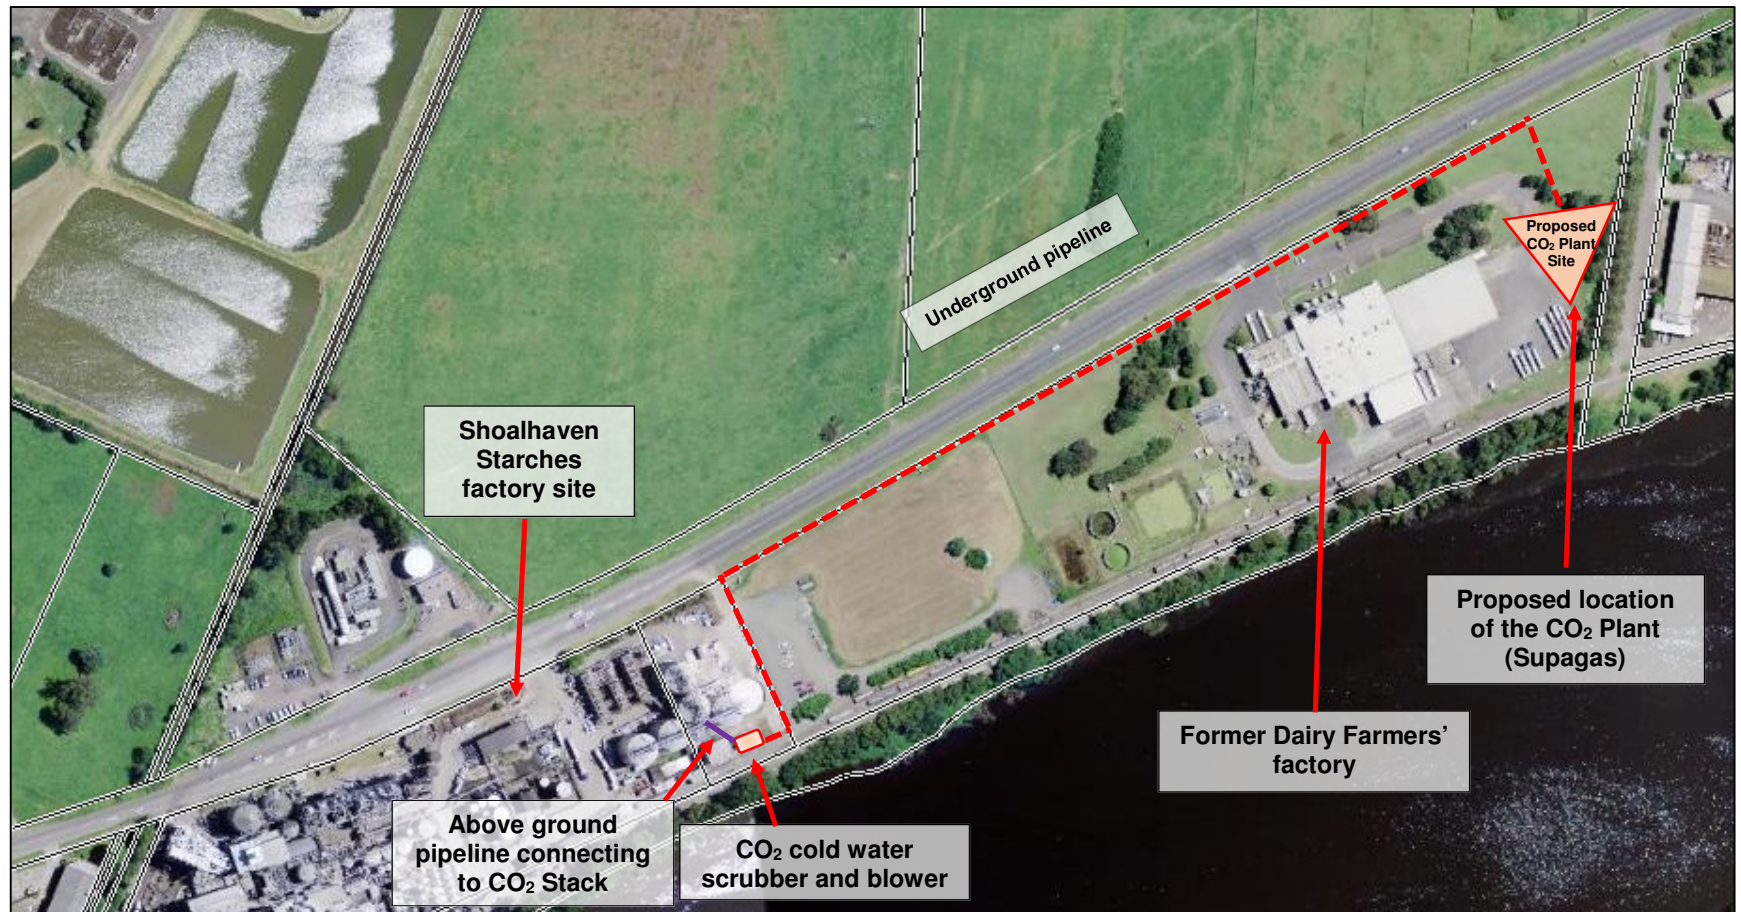 Proposed
CO₂ Plant
Site
Underground pipeline
Shoalhaven
Starches
factory site
Proposed location
of the CO₂ Plant
(Supagas)
Former Dairy Farmers’
factory
Above ground
pipeline connecting
to CO₂ Stack
CO₂ cold water
scrubber and blower